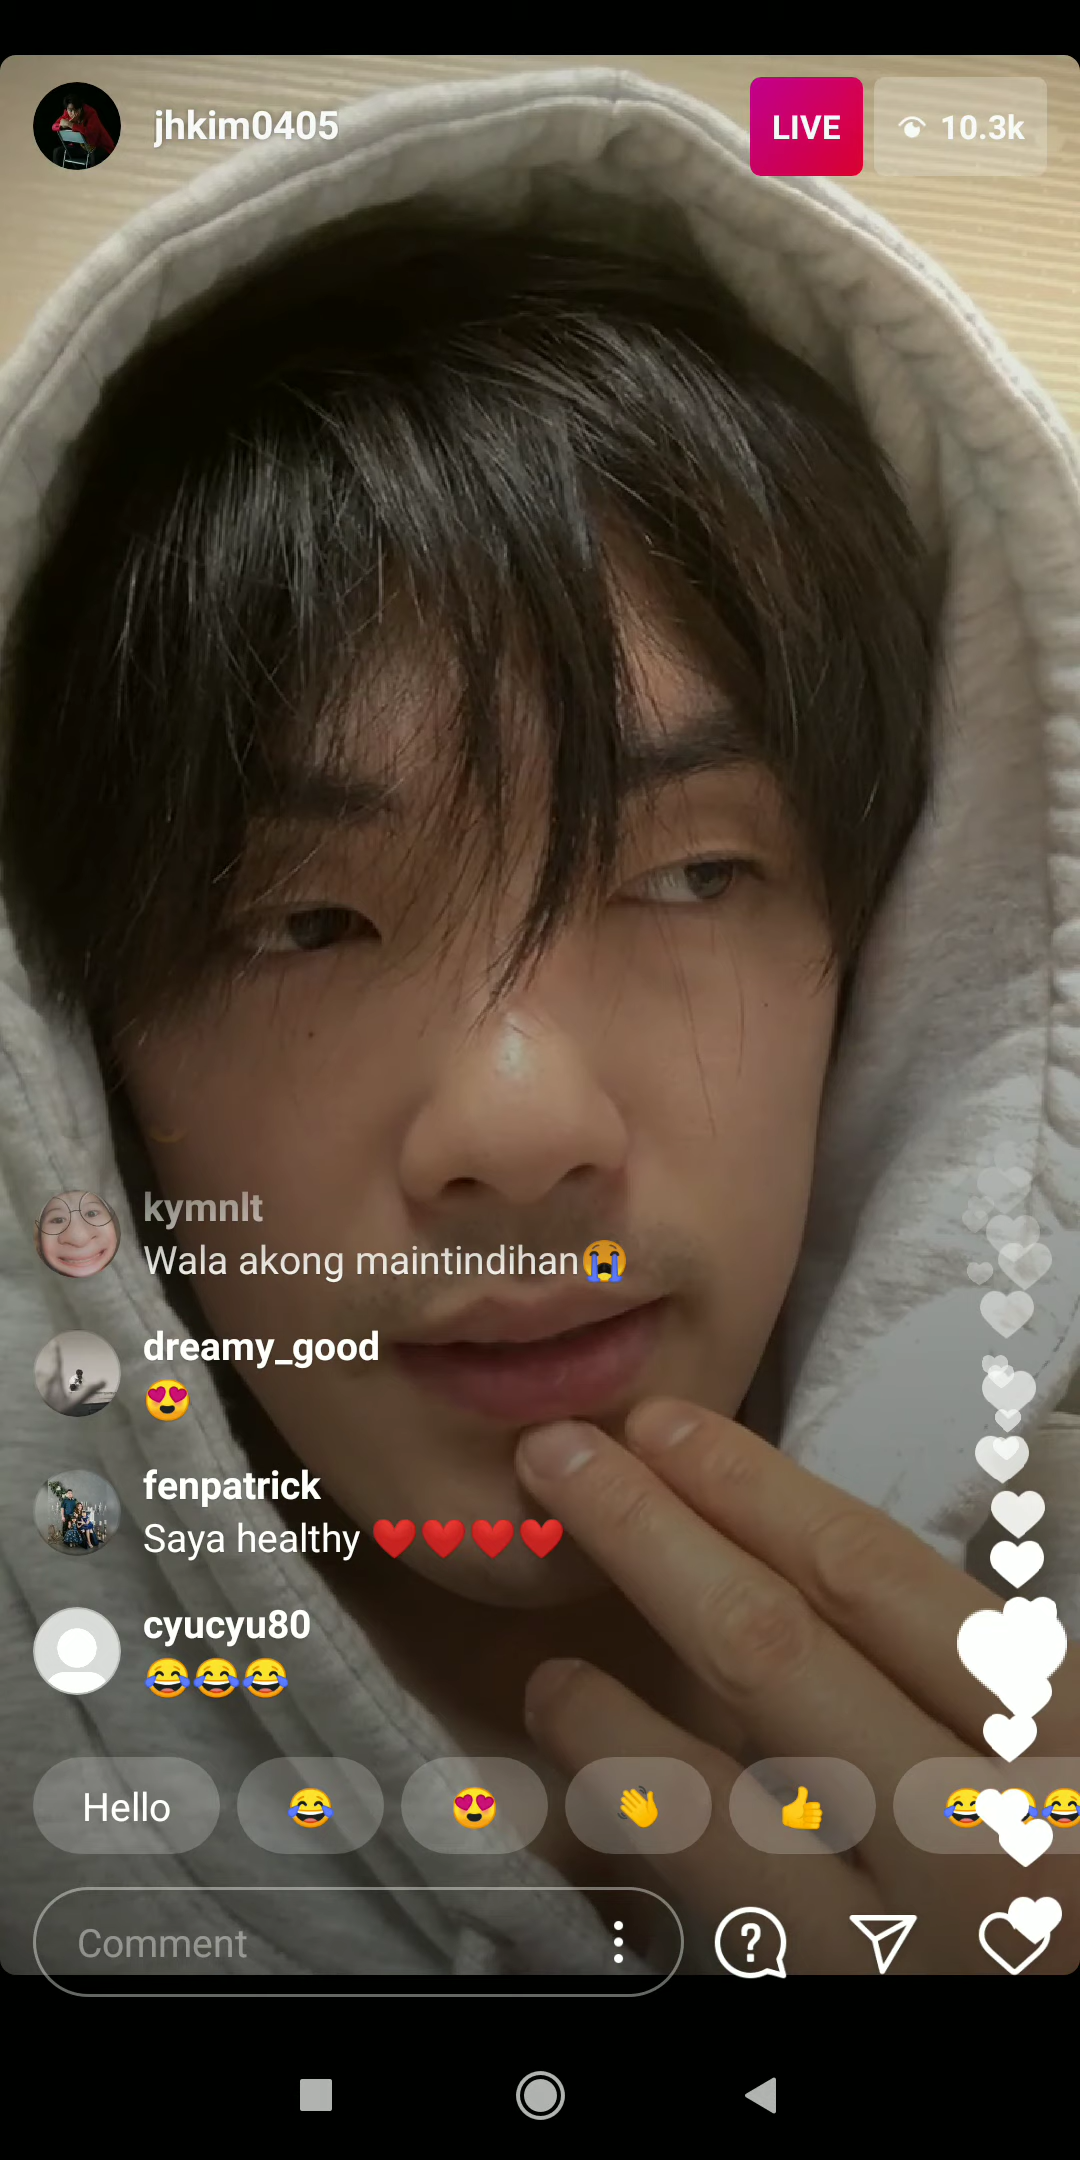 jhkim0405
LIVE 10.3k
kymnlt
Wala akong maintindihan😭
dreamy_good
😍
fenpatrick
Saya healthy ❤️❤️❤️❤️
cyucyu80
😂😂😂
Hello 😂 😍 👋 👍 😂😂😂
Comment